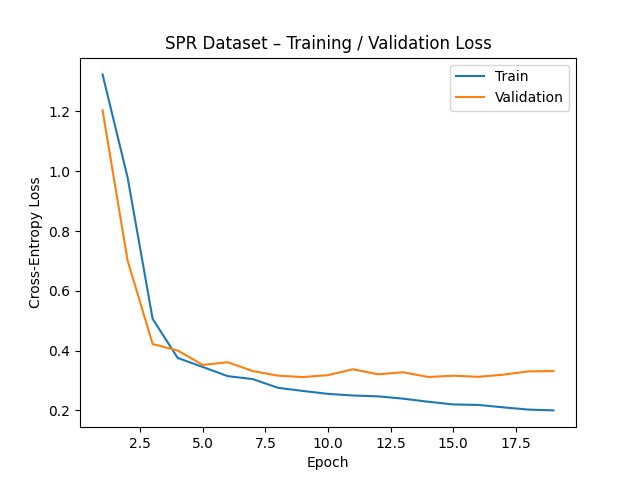 SPR Dataset – Training / Validation Loss
Train
Validation
Cross-Entropy Loss
1.2
1.0
0.8
0.6
0.4
0.2
2.5 5.0 7.5 10.0 12.5 15.0 17.5
Epoch